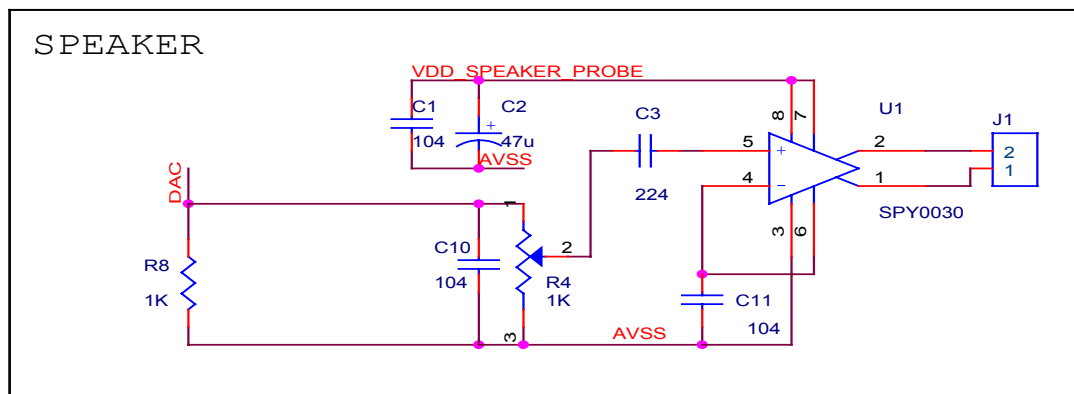 SPEAKER
VDD_SPEAKER_PROBE
C1
104
C2
+
47u
AVSS
DAC
C3
224
8
7
U1
J1
5
+
2
2
4
−
1
1
SPY0030
3
6
R8
1K
C10
104
1
2
R4
1K
3
AVSS
C11
104